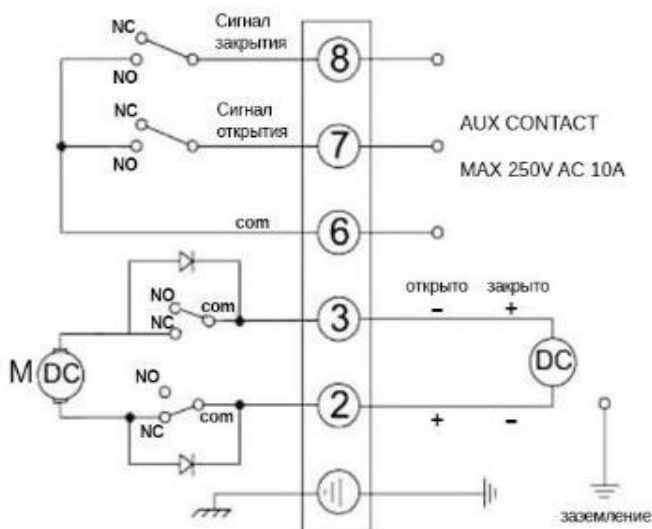 NC
Сигнал
закрытия
8
NO
NC
Сигнал
открытия
7
NO
AUX CONTACT
MAX 250V AC 10A
com
6
NO
com
NC
3
открыто закрыто
- +
M DC
DC
NO
NC
com
2
+ -
заземление